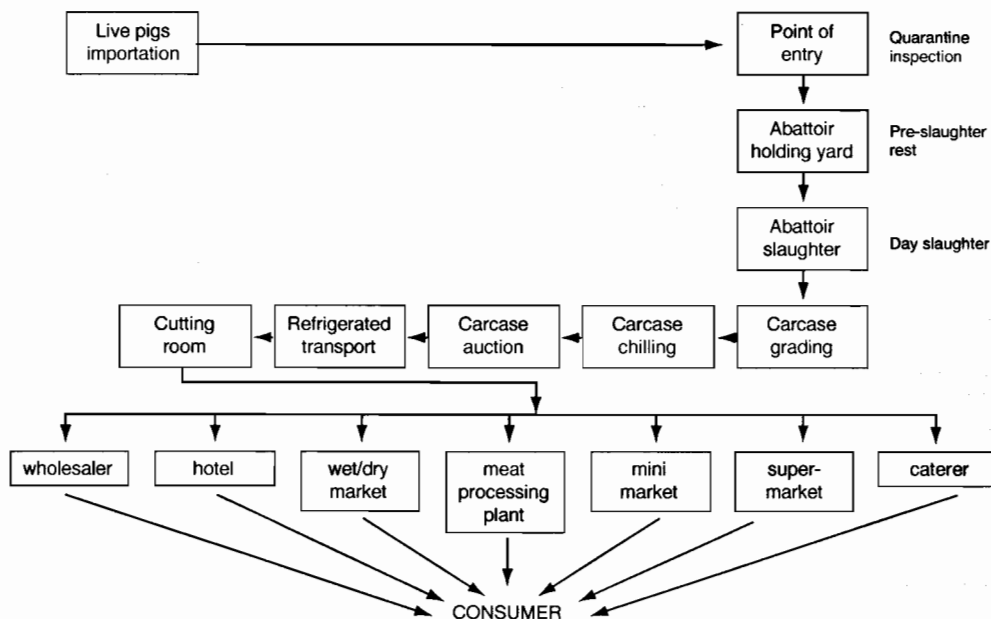 Live pigs
importation
Point of
entry
Quarantine
inspection
Abattoir
holding yard
Pre-slaughter
rest
Abattoir
slaughter
Day slaughter
Cutting
room
Refrigerated
transport
Carcase
auction
Carcase
chilling
Carcase
grading
wholesaler
hotel
wet/dry
market
meat
processing
plant
mini
market
super-
market
caterer
CONSUMER